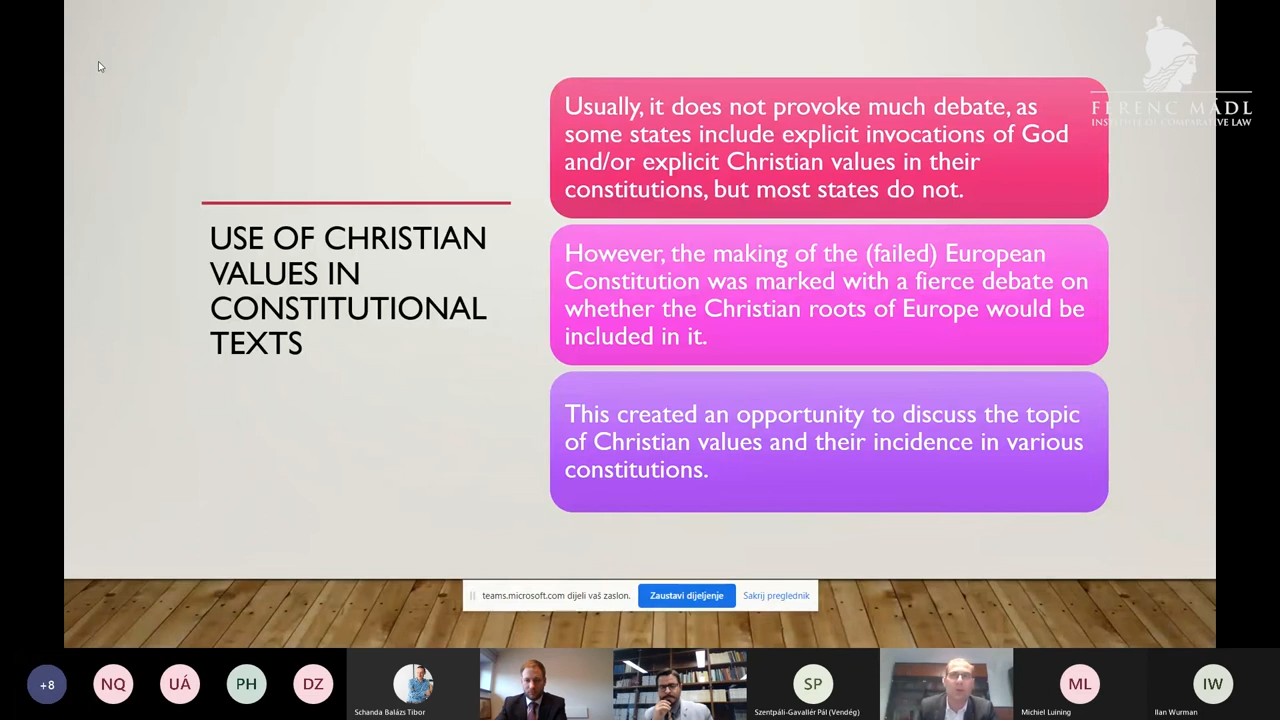 FERENC MÁDL
INSTITUTE OF COMPARATIVE LAW
USE OF CHRISTIAN
VALUES IN
CONSTITUTIONAL
TEXTS
Usually, it does not provoke much debate, as
some states include explicit invocations of God
and/or explicit Christian values in their
constitutions, but most states do not.
However, the making of the (failed) European
Constitution was marked with a fierce debate on
whether the Christian roots of Europe would be
included in it.
This created an opportunity to discuss the topic
of Christian values and their incidence in various
constitutions.
teams.microsoft.com dijeli vaš zaslon.
Zaustavi dijeljenje
Sakrij preglednik
+8
NQ
UÁ
PH
DZ
Schanda Balázs Tibor
SP
Szentpáli-Gavallér Pál (Vendég)
ML
Michiel Luining
IW
Ilan Wurman